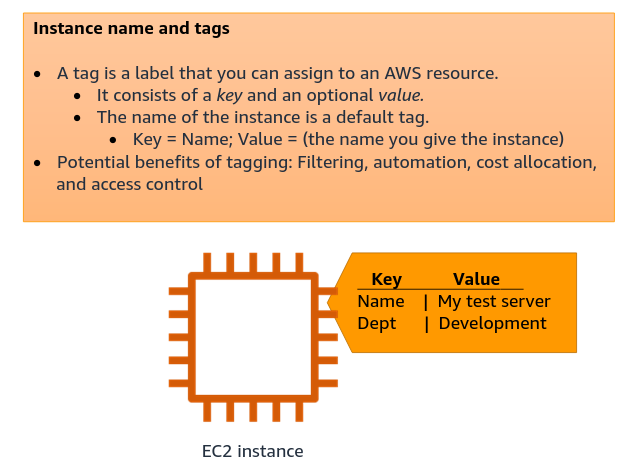 Instance name and tags
• A tag is a label that you can assign to an AWS resource.
• It consists of a key and an optional value.
• The name of the instance is a default tag.
• Key = Name; Value = (the name you give the instance)
• Potential benefits of tagging: Filtering, automation, cost allocation,
and access control
Key Value
Name | My test server
Dept | Development
EC2 instance